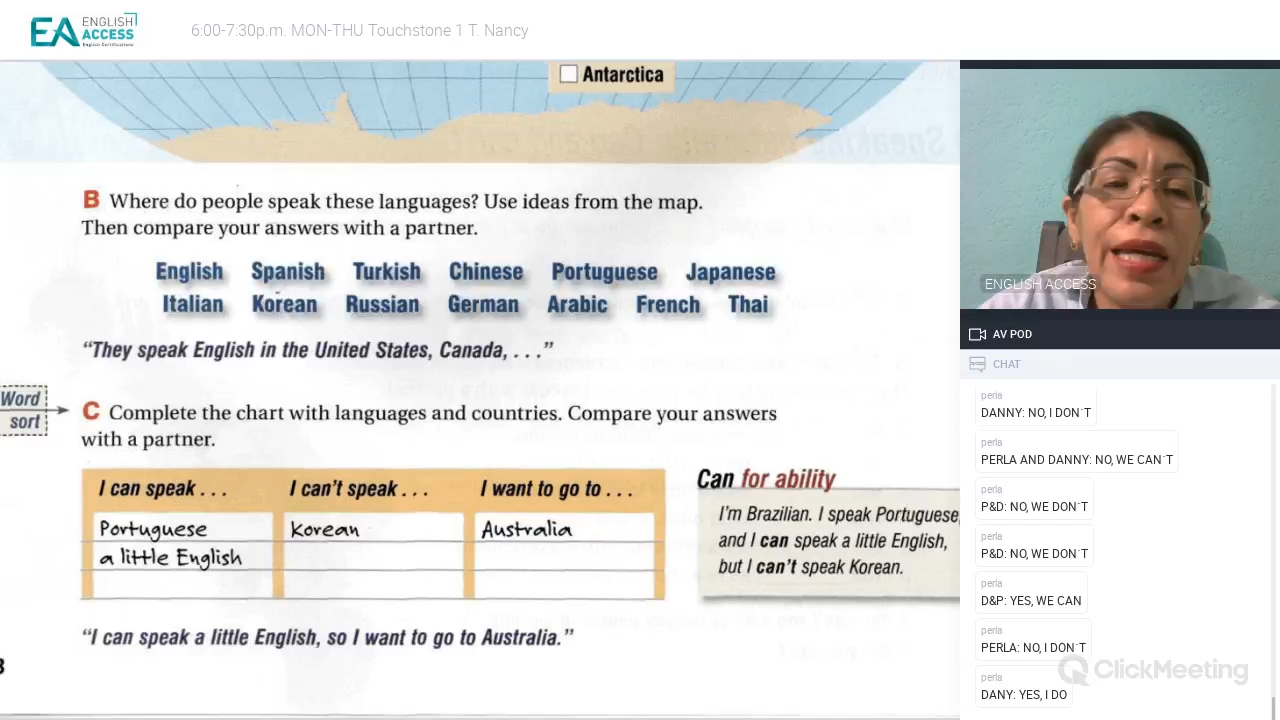 EA ENGLISH ACCESS
English Certifications
6:00-7:30p.m. MON-THU Touchstone 1 T. Nancy
Antarctica
B Where do people speak these languages? Use ideas from the map.
Then compare your answers with a partner.
English Spanish Turkish Chinese Portuguese Japanese
Italian Korean Russian German Arabic French Thai
“They speak English in the United States, Canada, . . .”
Word
sort
C Complete the chart with languages and countries. Compare your answers
with a partner.
I can speak . . . I can’t speak . . . I want to go to . . .
Portuguese Korean Australia
a little English
“I can speak a little English, so I want to go to Australia.”
Can for ability
I’m Brazilian. I speak Portuguese,
and I can speak a little English,
but I can’t speak Korean.
ENGLISH ACCESS
AV POD
CHAT
perla
DANNY: NO, I DON´T
perla
PERLA AND DANNY: NO, WE CAN´T
perla
P&D: NO, WE DON´T
perla
P&D: NO, WE DON´T
perla
D&P: YES, WE CAN
perla
PERLA: NO, I DON´T
perla
DANY: YES, I DO
ClickMeeting